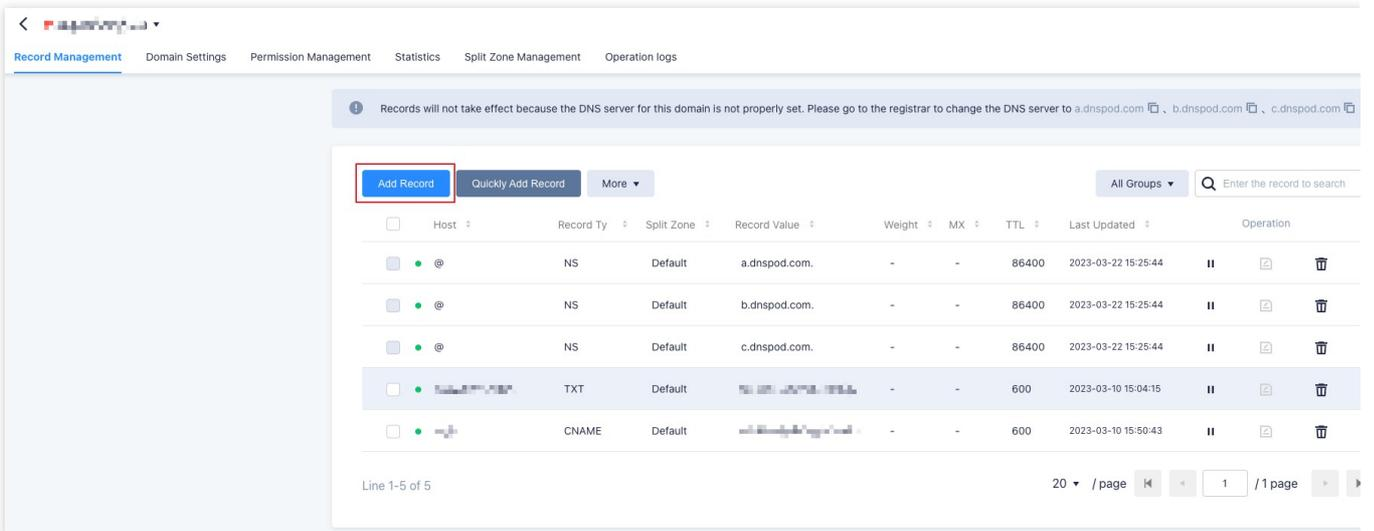 Record Management Domain Settings Permission Management Statistics Split Zone Management Operation logs
Records will not take effect because the DNS server for this domain is not properly set. Please go to the registrar to change the DNS server to a.dnspod.com 、b.dnspod.com 、c.dnspod.com
Add Record Quickly Add Record More All Groups Enter the record to search
Host Record Ty Split Zone Record Value Weight MX TTL Last Updated Operation
@ NS Default a.dnspod.com. - - 86400 2023-03-22 15:25:44
@ NS Default b.dnspod.com. - - 86400 2023-03-22 15:25:44
@ NS Default c.dnspod.com. - - 86400 2023-03-22 15:25:44
TXT Default - - 600 2023-03-10 15:04:15
CNAME Default - - 600 2023-03-10 15:50:43
Line 1-5 of 5 20 / page 1 / 1 page